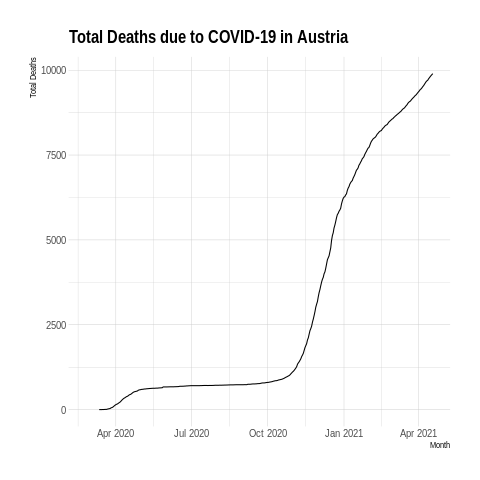 Total Deaths due to COVID-19 in Austria
Total Deaths
10000
7500
5000
2500
0
Apr 2020 Jul 2020 Oct 2020 Jan 2021 Apr 2021
Month